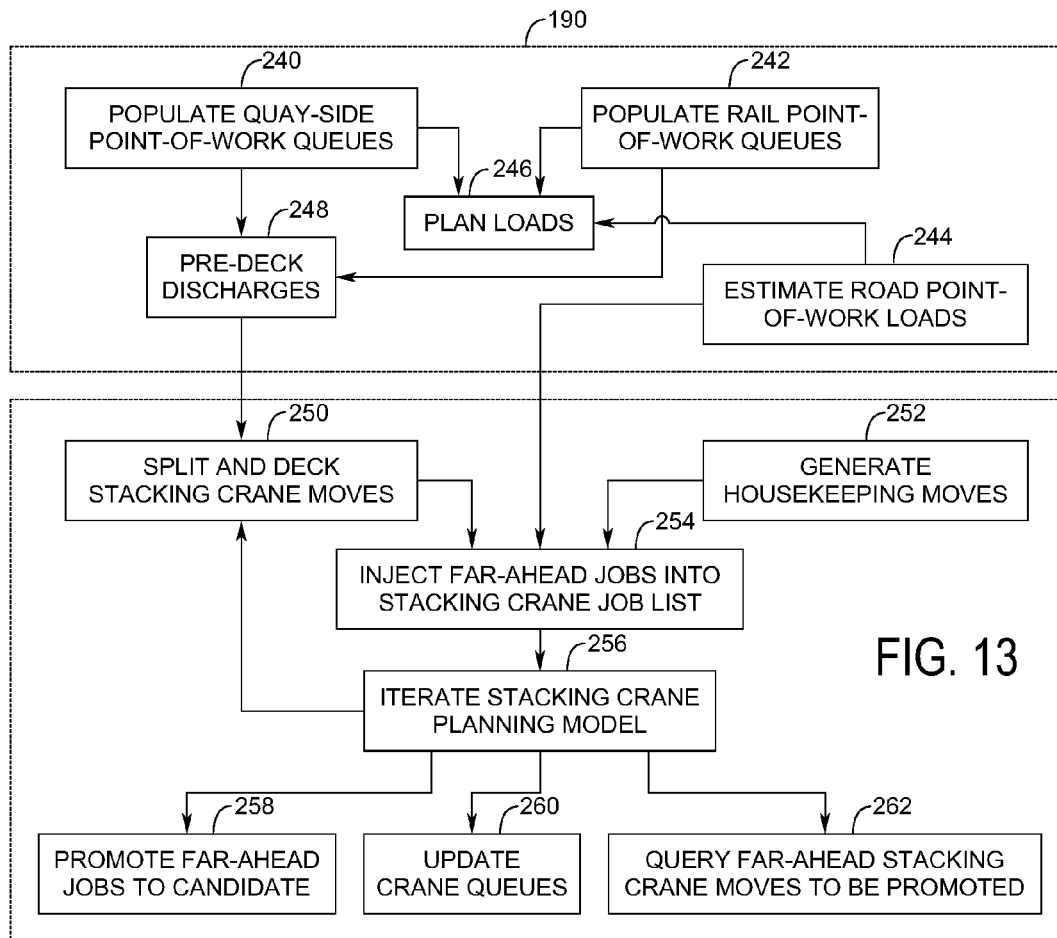 190
240
POPULATE QUAY-SIDE
POINT-OF-WORK QUEUES
242
POPULATE RAIL POINT-
OF-WORK QUEUES
246
PLAN LOADS
248
PRE-DECK
DISCHARGES
244
ESTIMATE ROAD POINT-
OF-WORK LOADS
250
SPLIT AND DECK
STACKING CRANE MOVES
252
GENERATE
HOUSEKEEPING MOVES
254
INJECT FAR-AHEAD JOBS INTO
STACKING CRANE JOB LIST
256
ITERATE STACKING CRANE
PLANNING MODEL
FIG. 13
258
PROMOTE FAR-AHEAD
JOBS TO CANDIDATE
260
UPDATE
CRANE QUEUES
262
QUERY FAR-AHEAD STACKING
CRANE MOVES TO BE PROMOTED